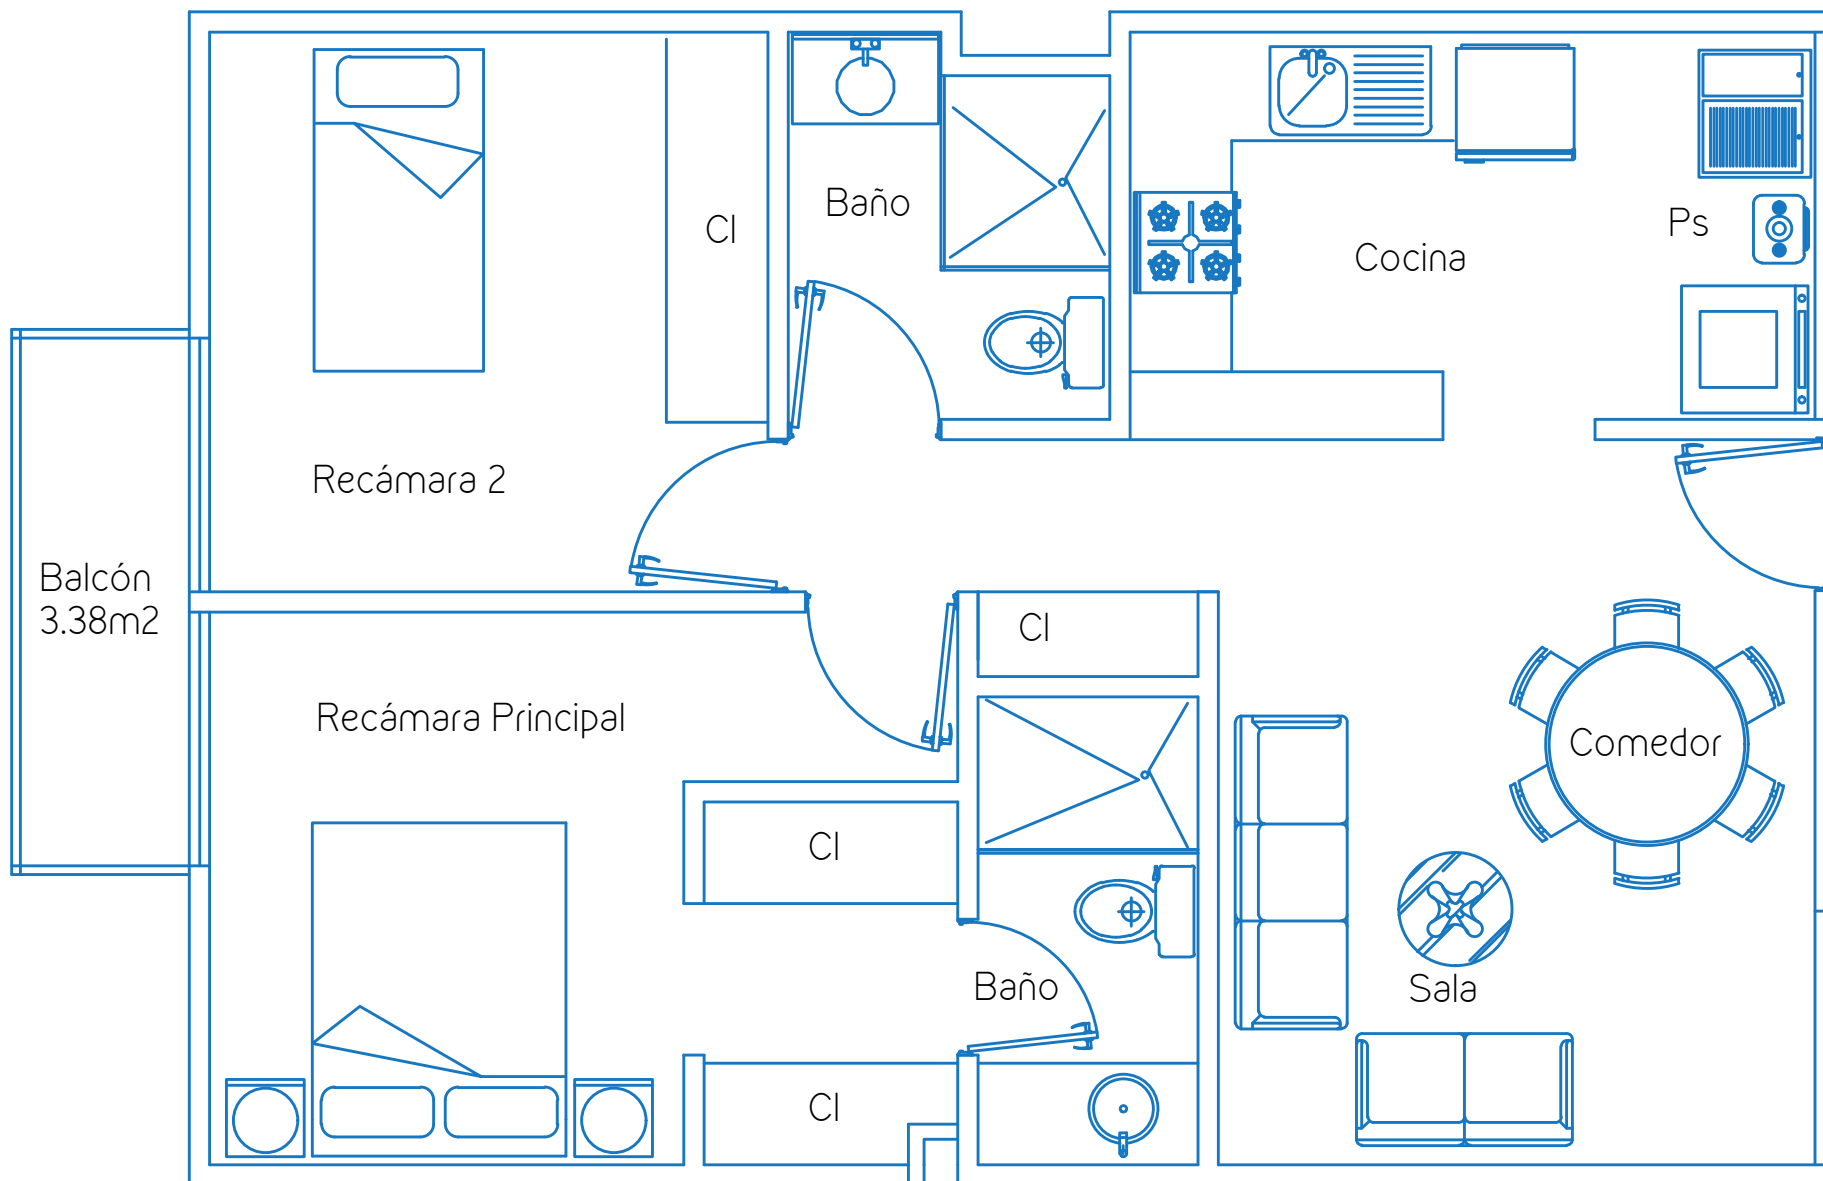 Baño
Cl
Ps
Cocina
Recámara 2
Balcón
3.38m2
Cl
Recámara Principal
Comedor
Cl
Baño
Sala
Cl